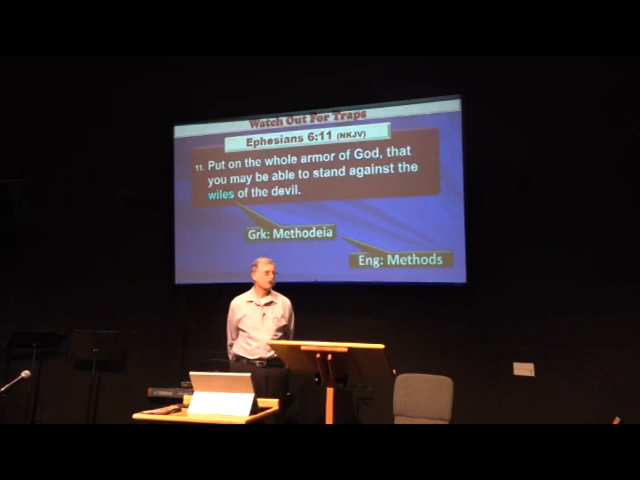 Watch Out For Traps
Ephesians 6:11 (NKJV)
11. Put on the whole armor of God, that
you may be able to stand against the
wiles of the devil.
Grk: Methodeia
Eng: Methods